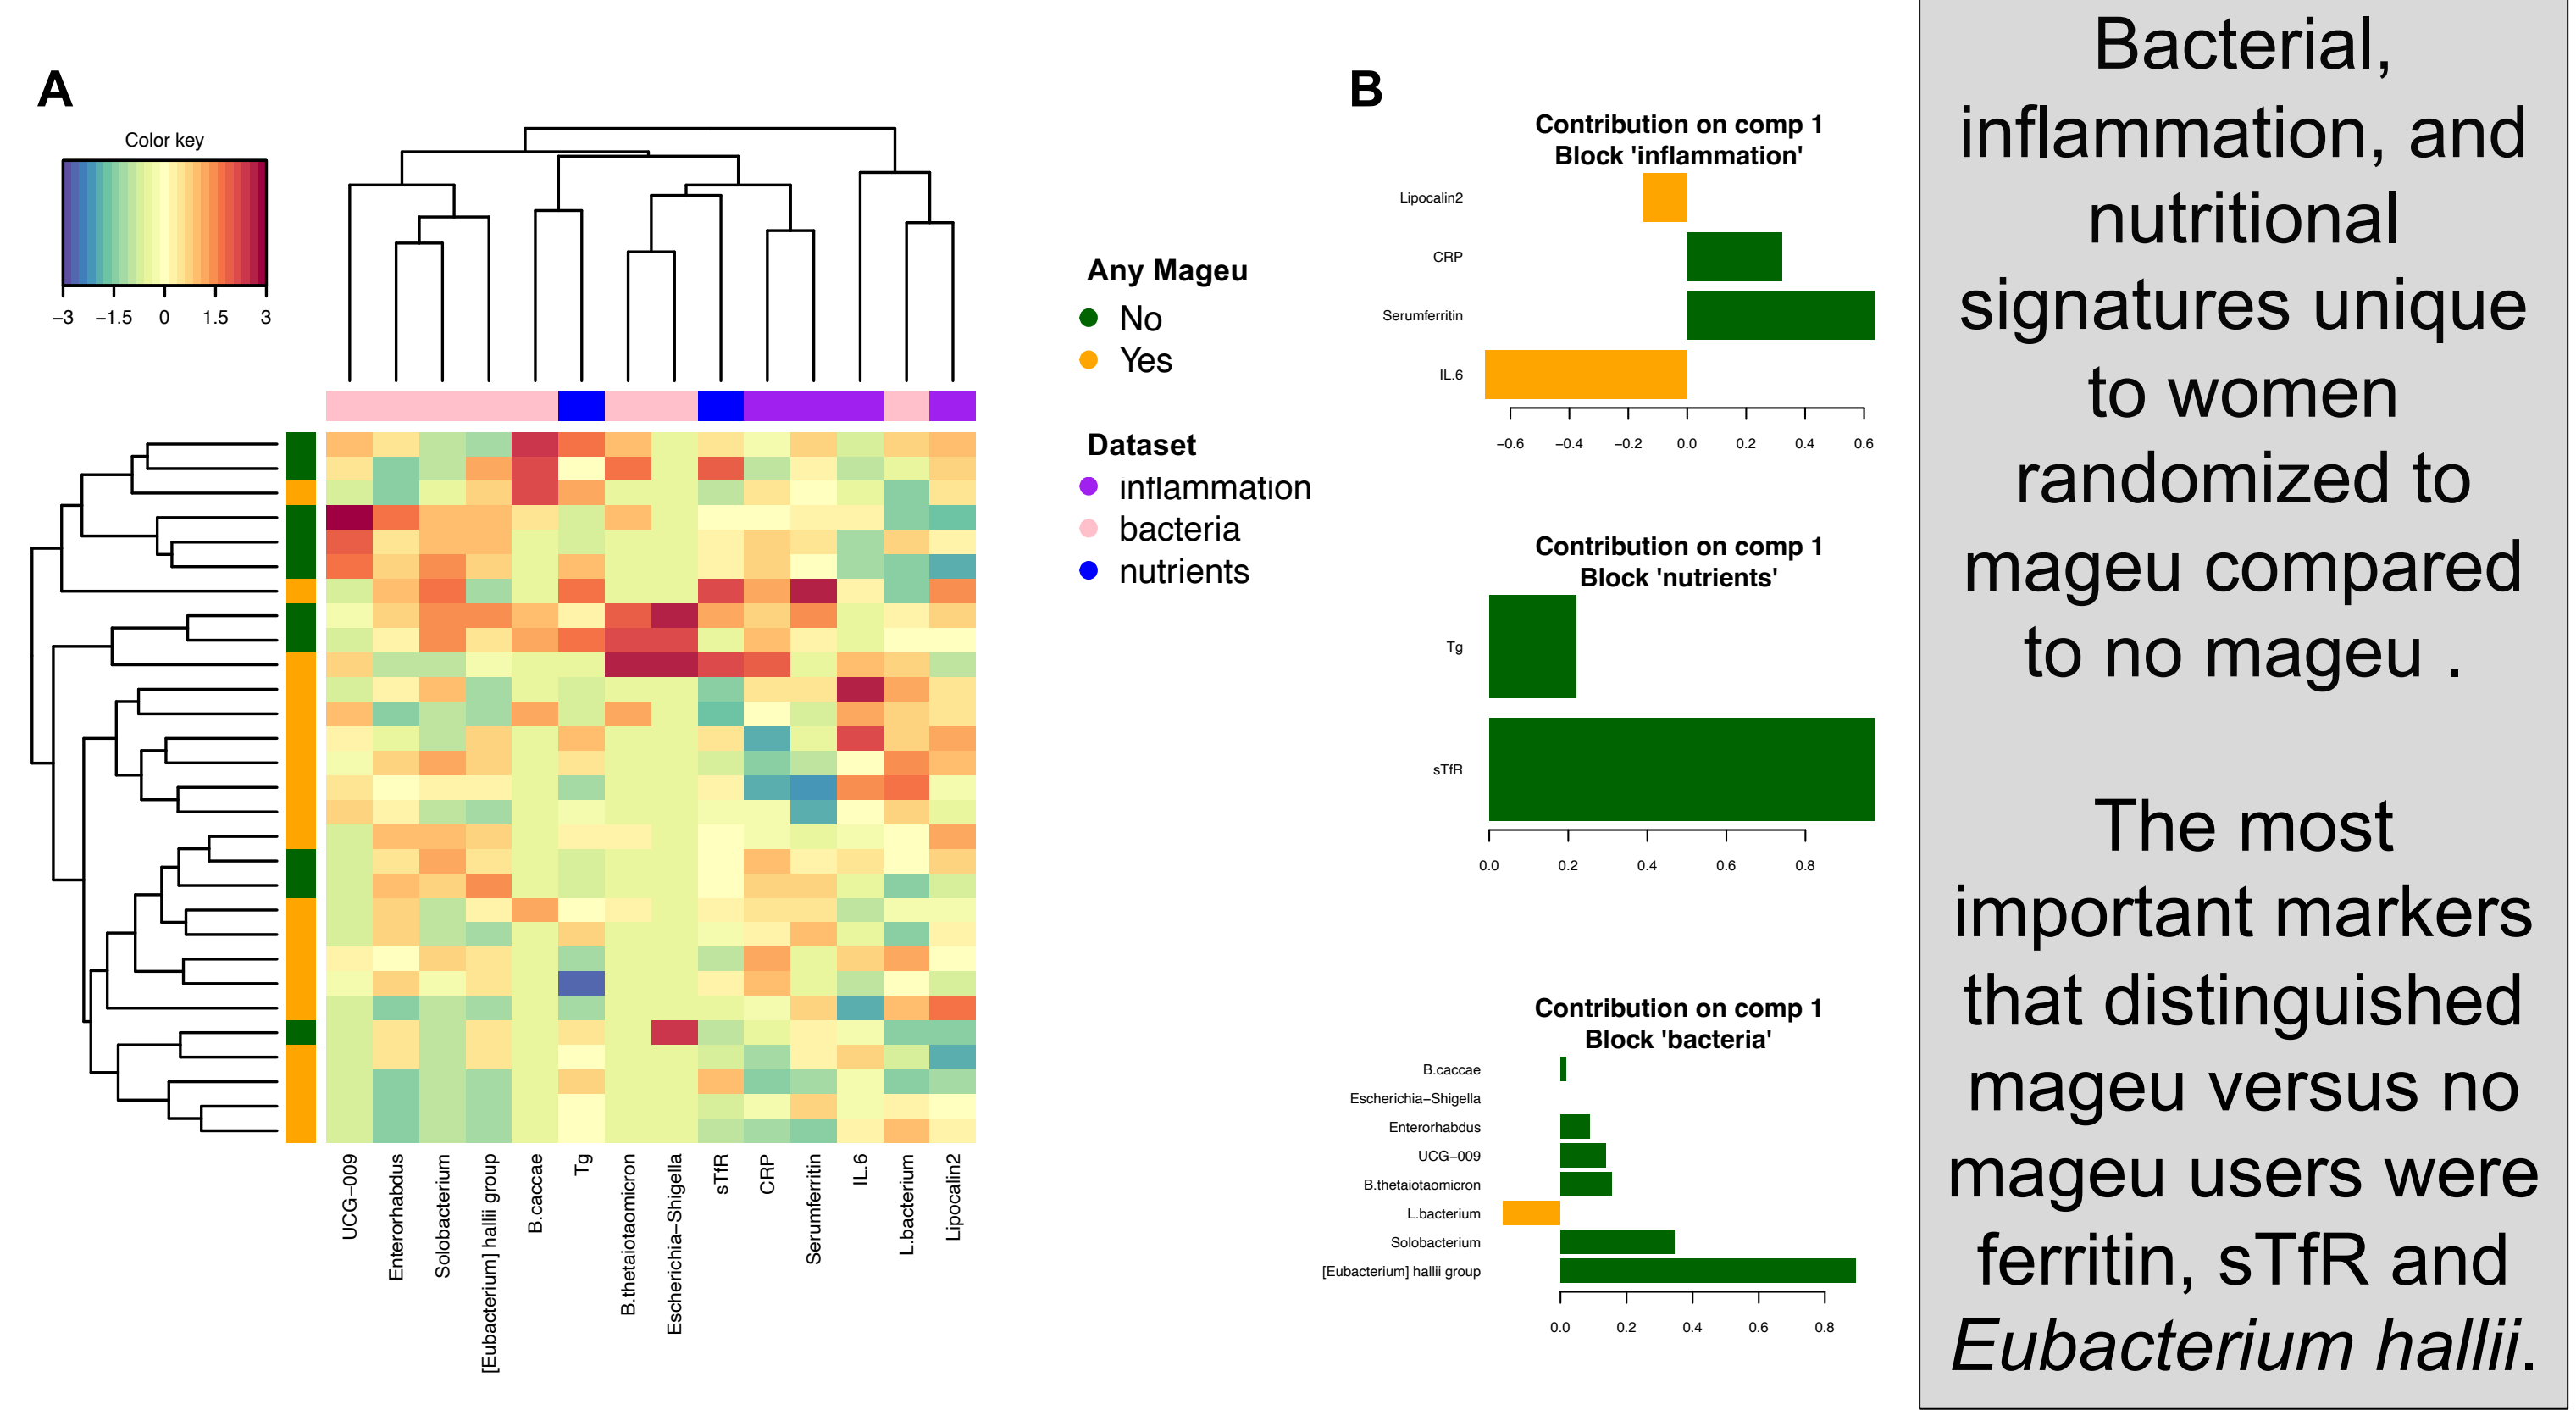 A
Color key
−3 −1.5 0 1.5 3
UCG−009
Enterorhabdus
Solobacterium
[Eubacterium] hallii group
B.caccae
Tg
B.thetaiotaomicron
Escherichia−Shigella
sTfR
CRP
Serumferritin
IL.6
L.bacterium
Lipocalin2
Any Mageu
No
Yes
Dataset
inflammation
bacteria
nutrients
B
Contribution on comp 1
Block 'inflammation'
Lipocalin2
CRP
Serumferritin
IL.6
−0.6 −0.4 −0.2 0.0 0.2 0.4 0.6
Contribution on comp 1
Block 'nutrients'
Tg
sTfR
0.0 0.2 0.4 0.6 0.8
Contribution on comp 1
Block 'bacteria'
B.caccae
Escherichia−Shigella
Enterorhabdus
UCG−009
B.thetaiotaomicron
L.bacterium
Solobacterium
[Eubacterium] hallii group
0.0 0.2 0.4 0.6 0.8
Bacterial,
inflammation, and
nutritional
signatures unique
to women
randomized to
mageu compared
to no mageu .
The most
important markers
that distinguished
mageu versus no
mageu users were
ferritin, sTfR and
Eubacterium hallii.